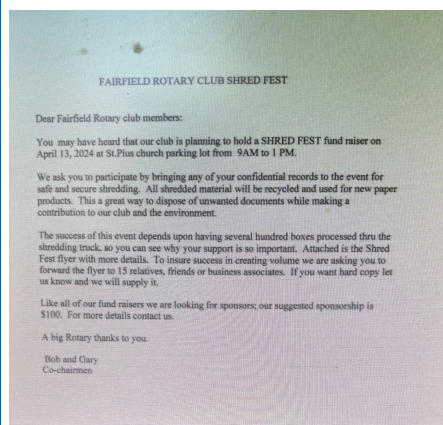 FAIRFIELD ROTARY CLUB SHRED FEST
Dear Fairfield Rotary club members:
You may have heard that our club is planning to hold a SHRED FEST fund raiser on
April 13, 2024 at St.Pius church parking lot from 9AM to 1 PM.
We ask you to participate by bringing any of your confidential records to the event for
safe and secure shredding. All shredded material will be recycled and used for new paper
products. This a great way to dispose of unwanted documents while making a
contribution to our club and the environment.
The success of this event depends upon having several hundred boxes processed thru the
shredding truck, so you can see why your support is so important. Attached is the Shred
Fest flyer with more details. To insure success in creating volume we are asking you to
forward the flyer to 15 relatives, friends or business associates. If you want hard copy let
us know and we will supply it.
Like all of our fund raisers we are looking for sponsors; our suggested sponsorship is
$100. For more details contact us.
A big Rotary thanks to you.
Bob and Gary
Co-chairmen